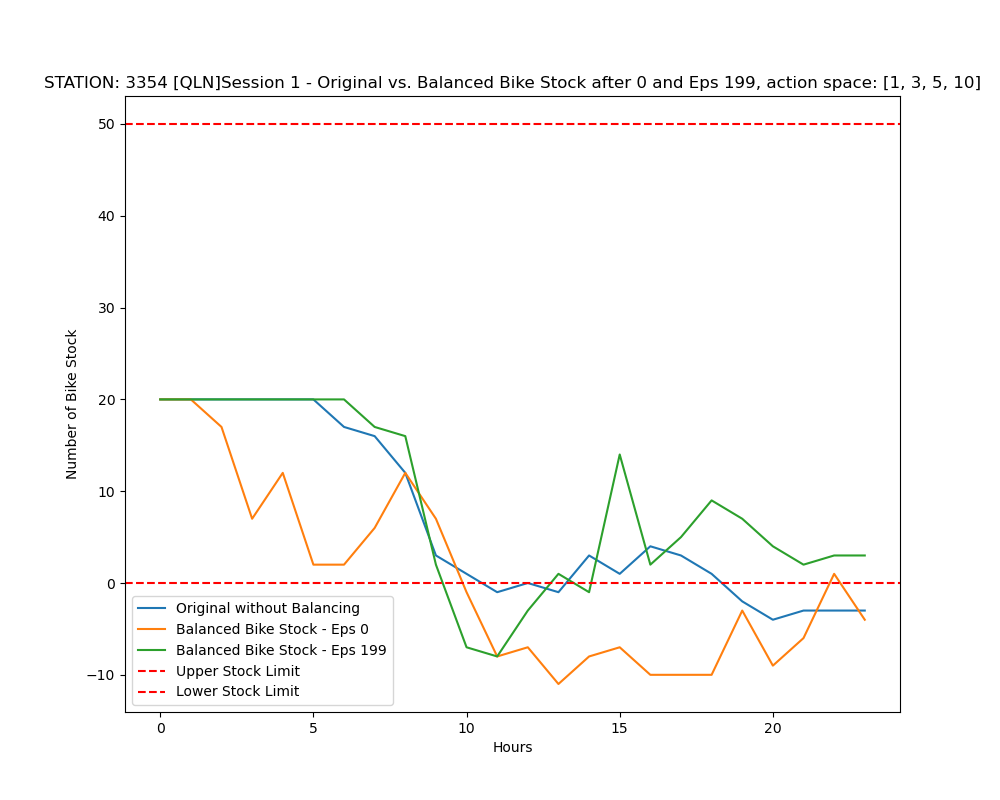 STATION: 3354 [QLN]Session 1 - Original vs. Balanced Bike Stock after 0 and Eps 199, action space: [1, 3, 5, 10]
50
40
30
20
10
0
−10
Number of Bike Stock
Original without Balancing
Balanced Bike Stock - Eps 0
Balanced Bike Stock - Eps 199
Upper Stock Limit
Lower Stock Limit
0 5 10 15 20
Hours